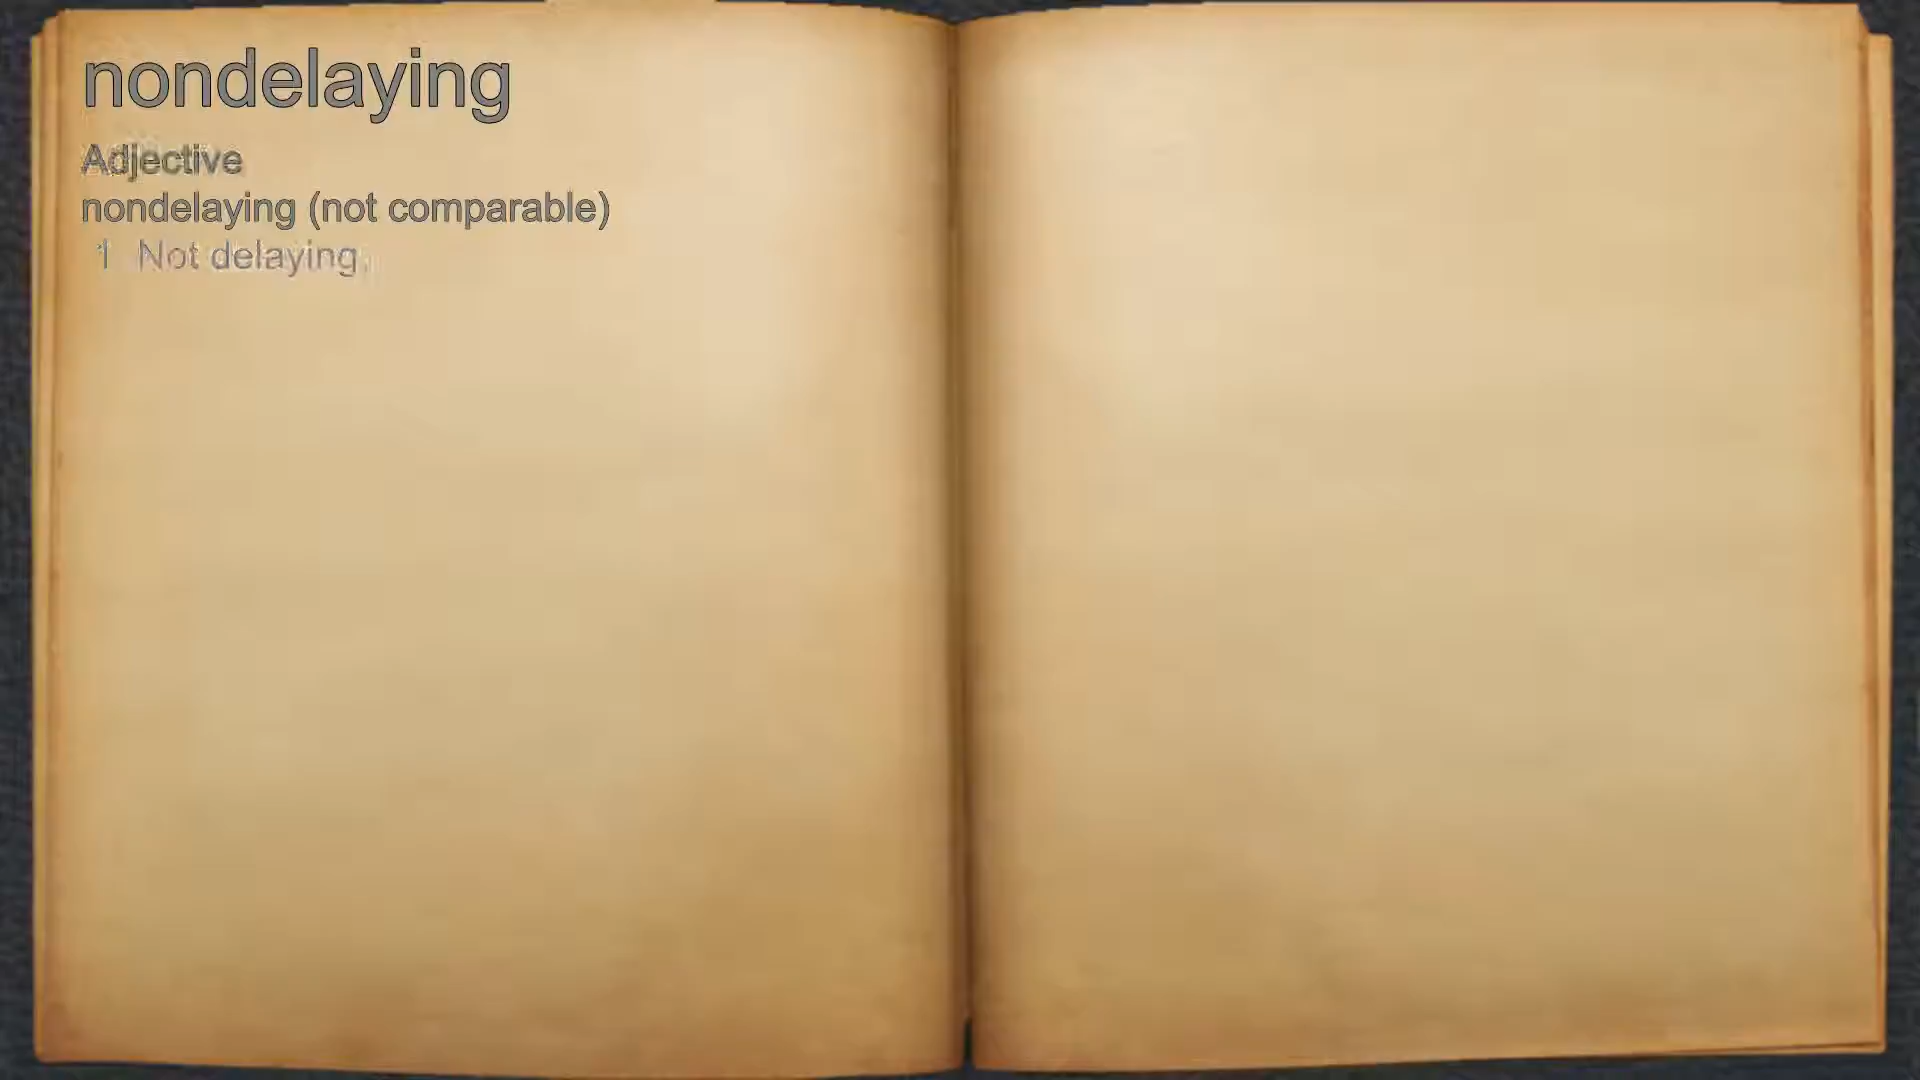 nondelaying
Adjective
nondelaying (not comparable)
1 Not delaying.